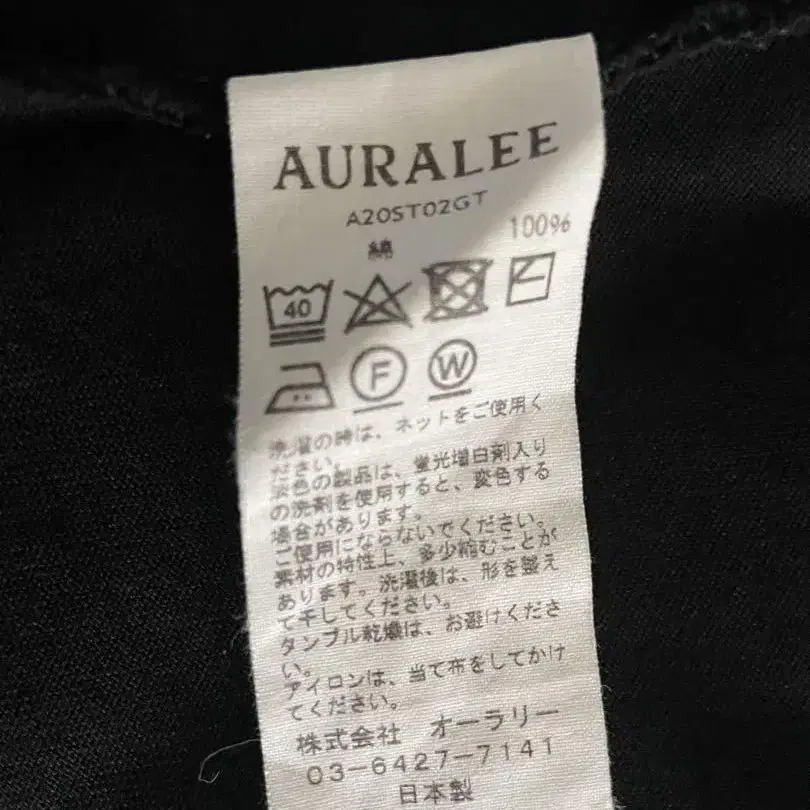 AURALEE
A20ST02GT
綿 100%
40
F W
洗濯の時は、ネットをご使用く
ださい。
淡色の製品は、蛍光増白剤入り
の洗剤を使用すると、変色する
場合があります。
ご使用にならないでください。
素材の特性上、多少縮むことが
あります。洗濯後は、形を整え
て干してください。
タンブル乾燥は、お避けくださ
い。
アイロンは、当て布をしてかけ
てください。
株式会社 オーラリー
03-6427-7141
日本製